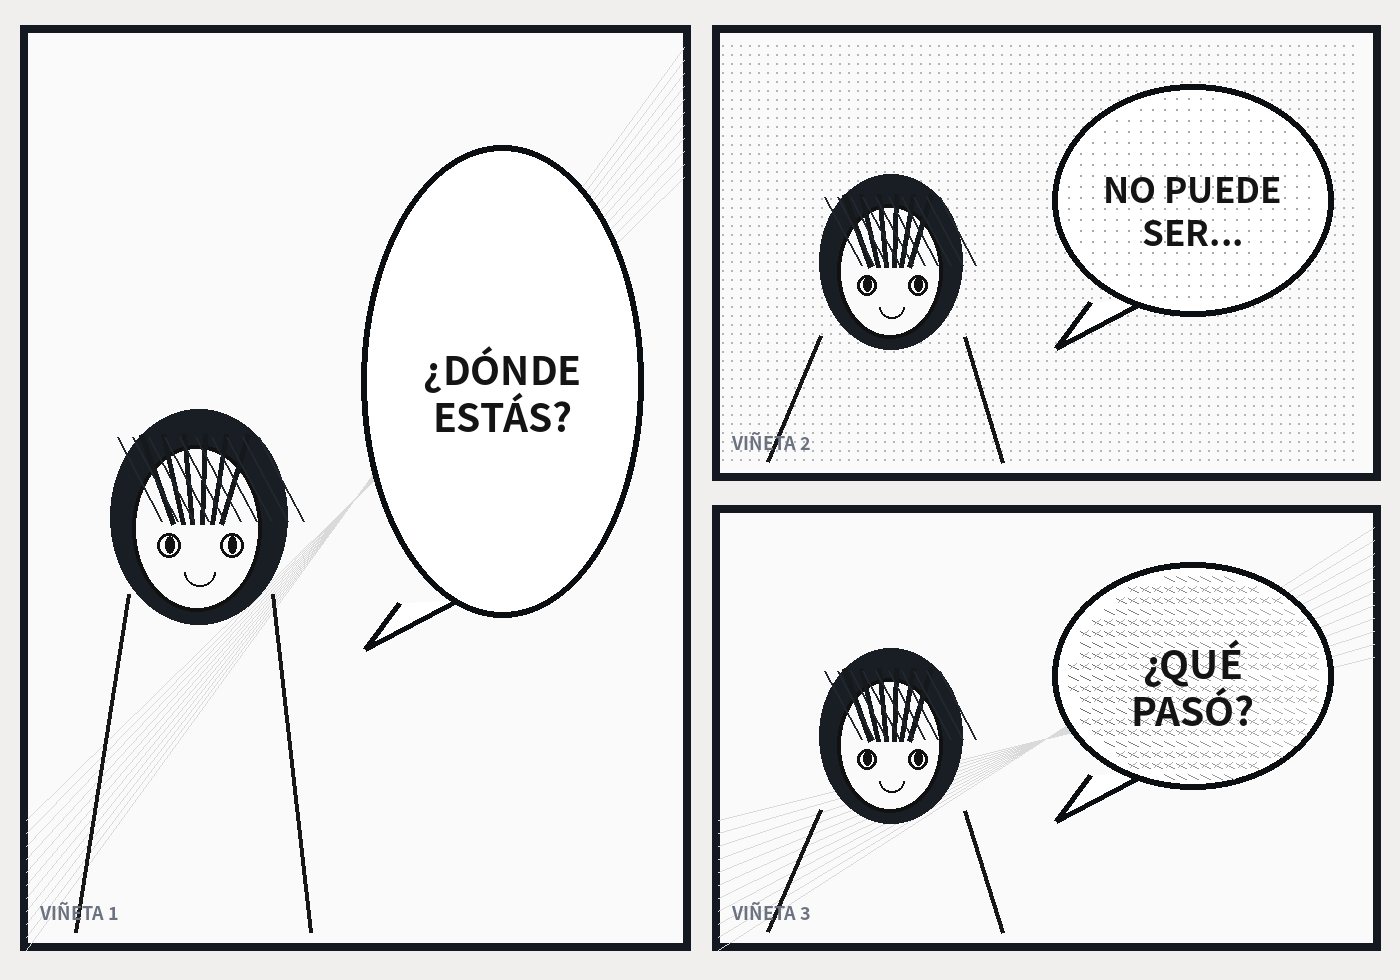 ¿DÓNDE
ESTÁS?
VIÑETA 1
NO PUEDE
SER...
VIÑETA 2
¿QUÉ
PASÓ?
VIÑETA 3